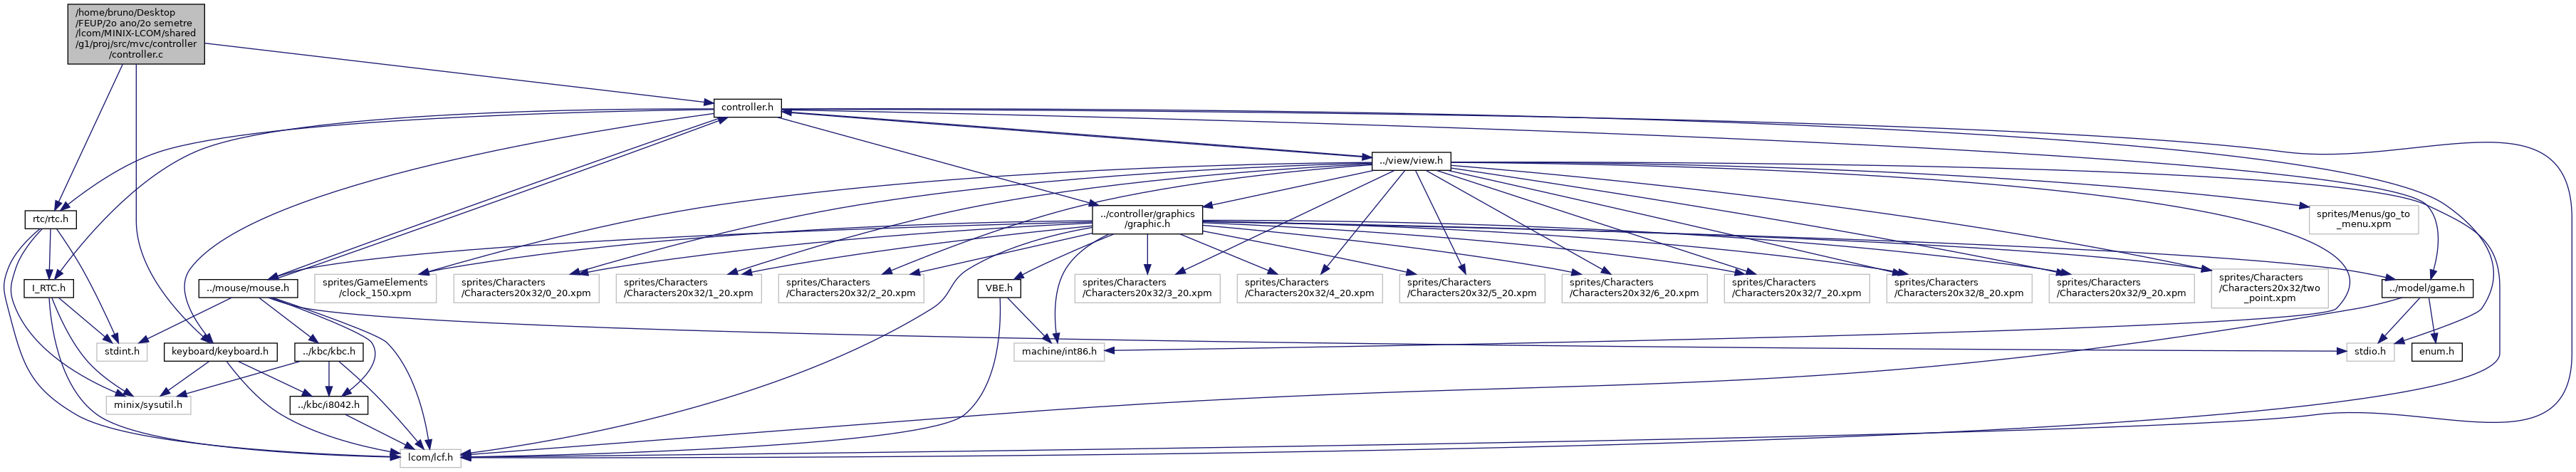 /home/bruno/Desktop
/FEUP/2o ano/2o semetre
/lcom/MINIX-LCOM/shared
/g1/proj/src/mvc/controller
/controller.c
controller.h
../view/view.h
rtc/rtc.h
../controller/graphics
/graphic.h
sprites/Menus/go_to
_menu.xpm
I_RTC.h
../mouse/mouse.h
sprites/GameElements
/clock_150.xpm
sprites/Characters
/Characters20x32/0_20.xpm
sprites/Characters
/Characters20x32/1_20.xpm
sprites/Characters
/Characters20x32/2_20.xpm
VBE.h
sprites/Characters
/Characters20x32/3_20.xpm
sprites/Characters
/Characters20x32/4_20.xpm
sprites/Characters
/Characters20x32/5_20.xpm
sprites/Characters
/Characters20x32/6_20.xpm
sprites/Characters
/Characters20x32/7_20.xpm
sprites/Characters
/Characters20x32/8_20.xpm
sprites/Characters
/Characters20x32/9_20.xpm
sprites/Characters
/Characters20x32/two
_point.xpm
../model/game.h
stdint.h
keyboard/keyboard.h
../kbc/kbc.h
machine/int86.h
stdio.h
enum.h
minix/sysutil.h
../kbc/i8042.h
lcom/lcf.h